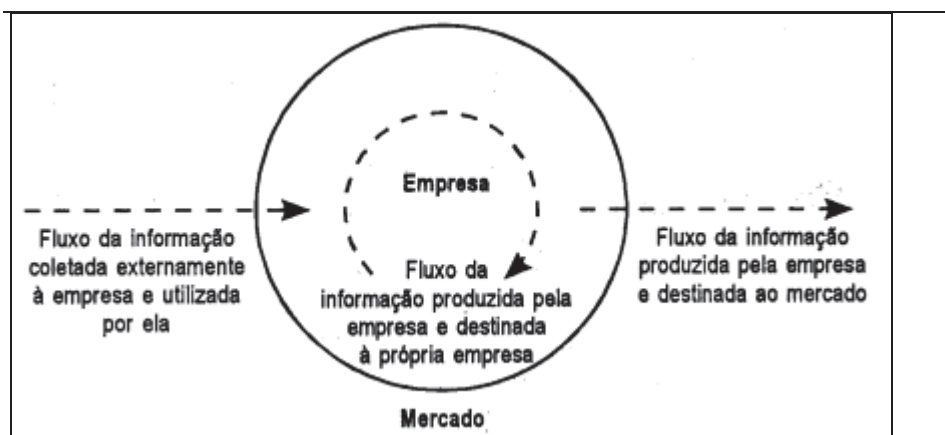 Empresa
Fluxo da informação
coletada externamente
à empresa e utilizada
por ela
Fluxo da
informação produzida pela
empresa e destinada
à própria empresa
Fluxo da informação
produzida pela empresa
e destinada ao mercado
Mercado